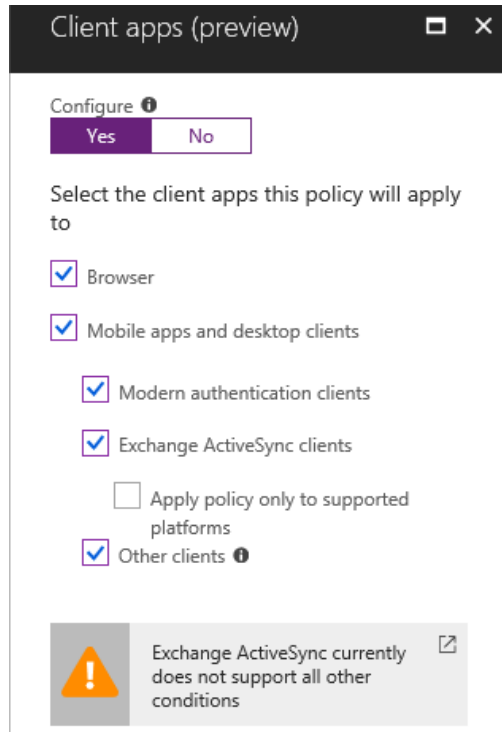 Client apps (preview)
Configure
Yes No
Select the client apps this policy will apply
to
Browser
Mobile apps and desktop clients
Modern authentication clients
Exchange ActiveSync clients
Apply policy only to supported
platforms
Other clients
Exchange ActiveSync currently
does not support all other
conditions